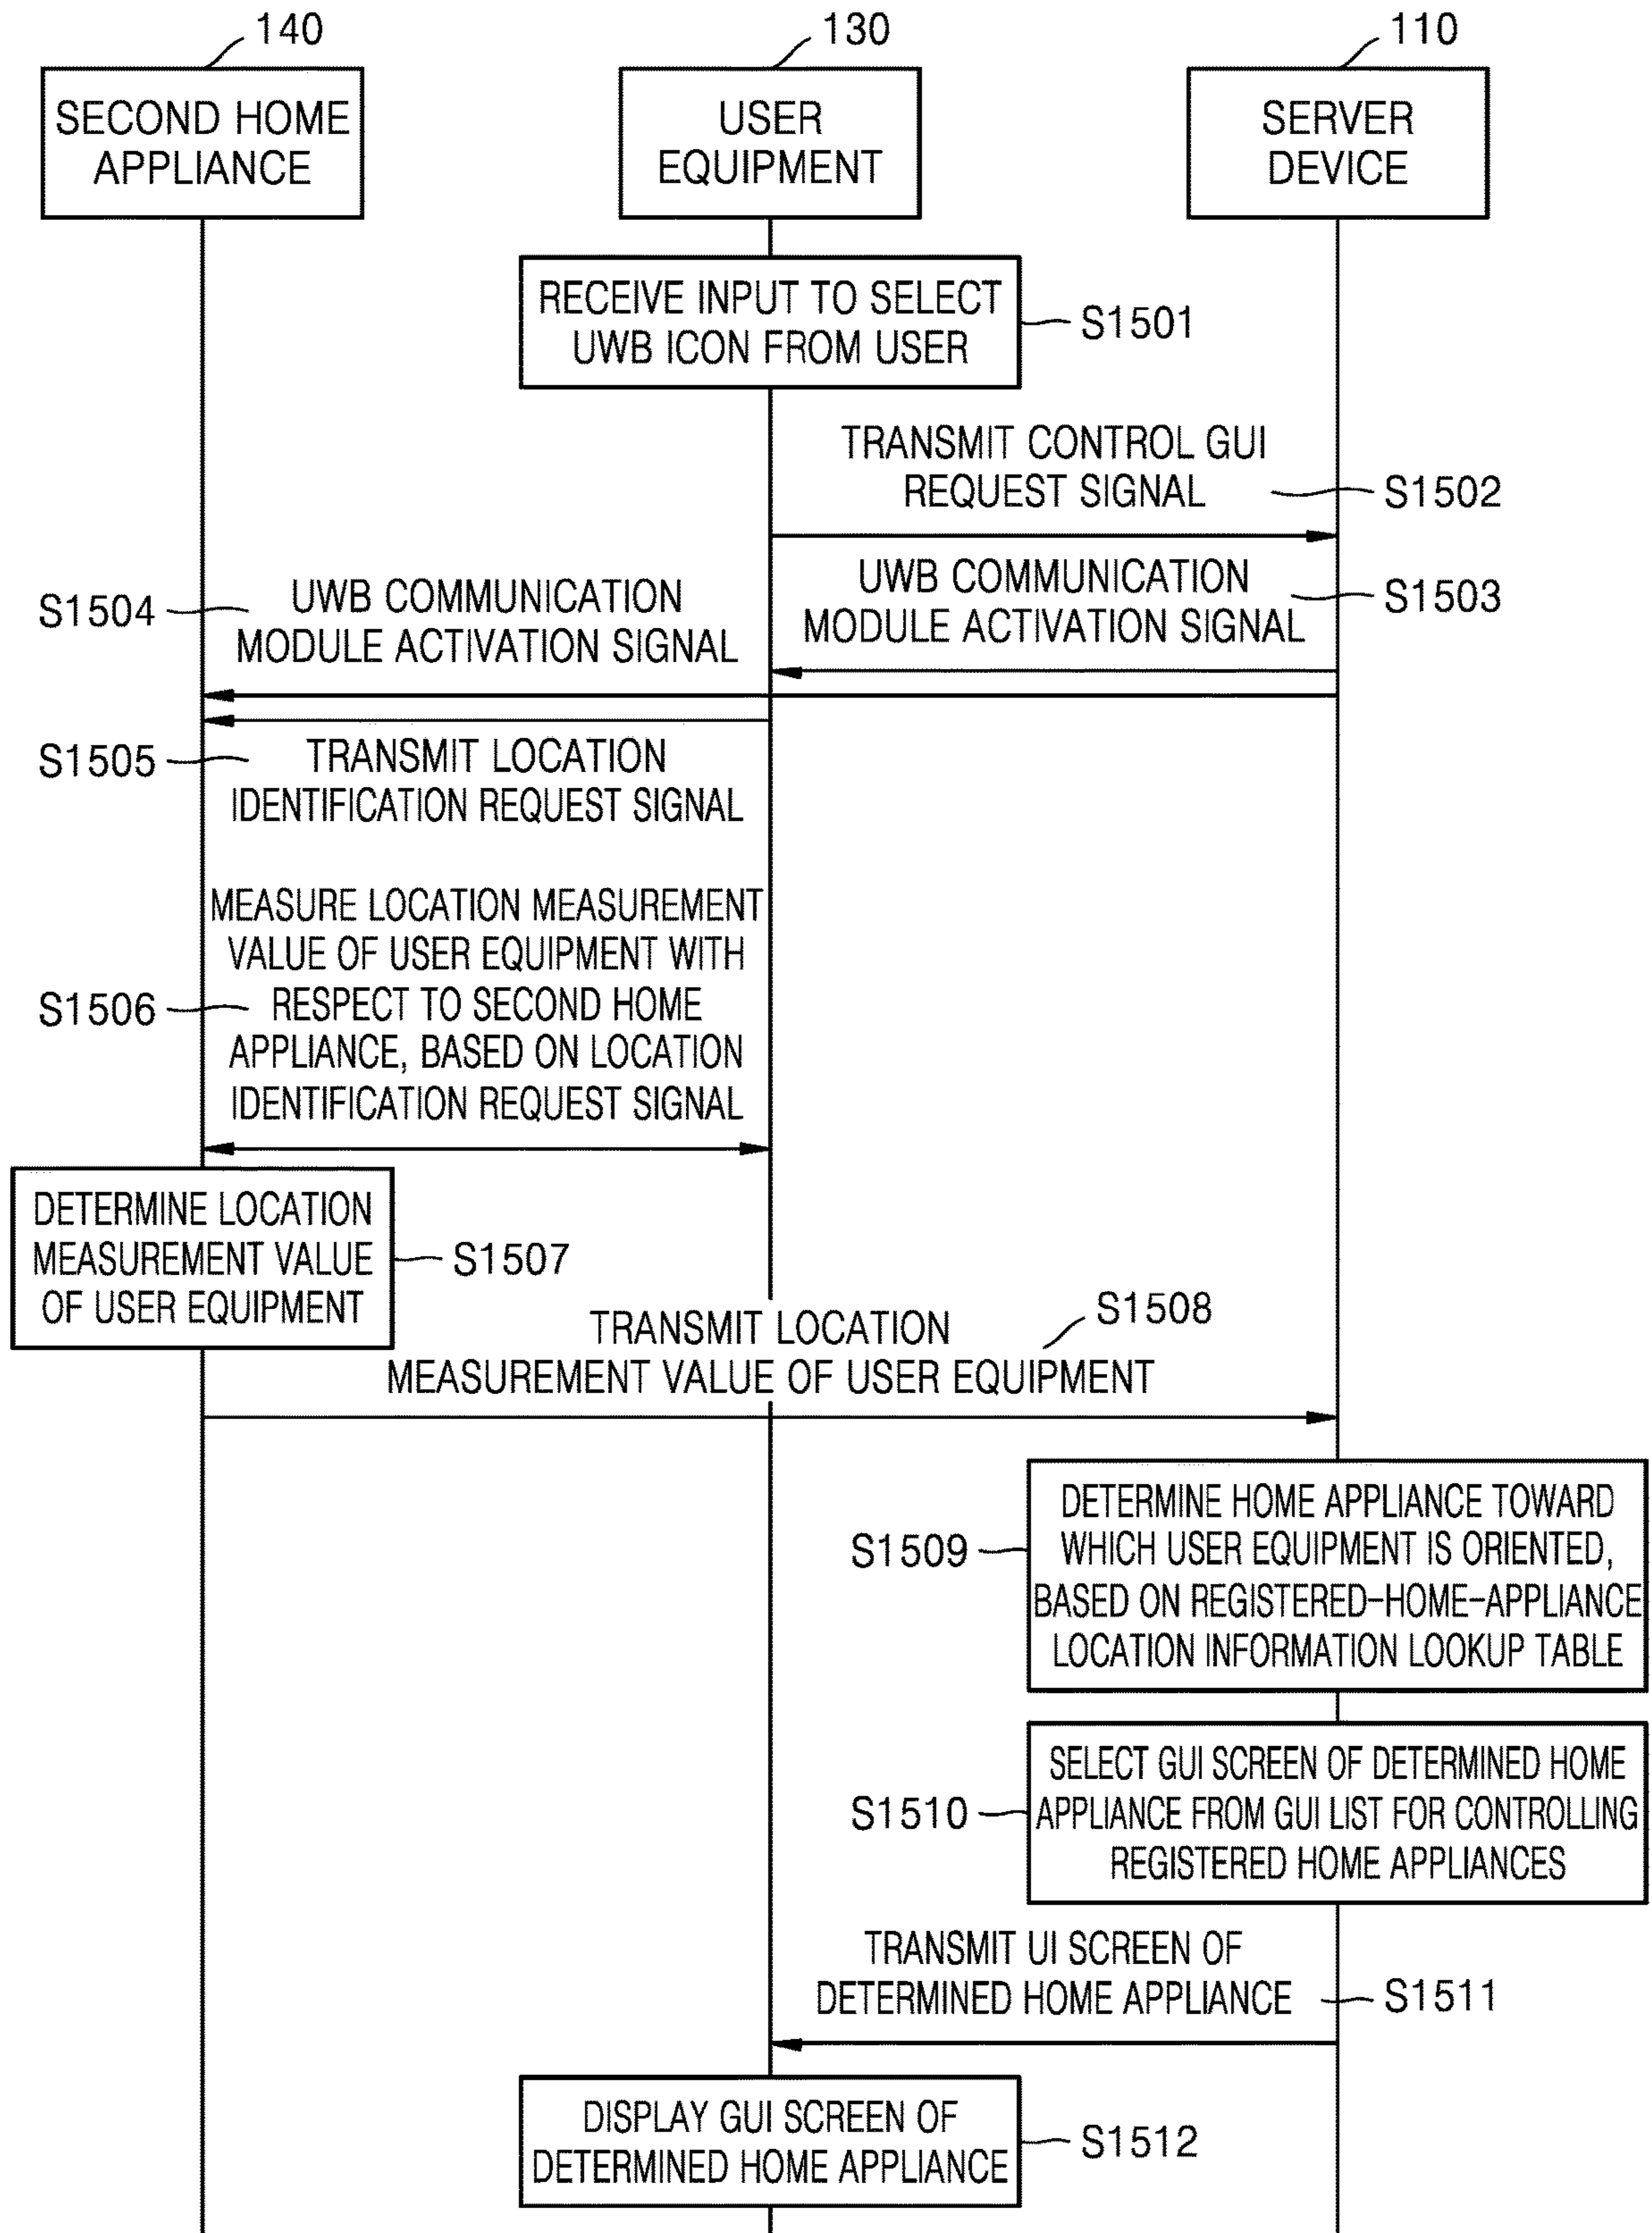 140
130
110
SECOND HOME
APPLIANCE
USER
EQUIPMENT
SERVER
DEVICE
RECEIVE INPUT TO SELECT
UWB ICON FROM USER
S1501
TRANSMIT CONTROL GUI
REQUEST SIGNAL
S1502
UWB COMMUNICATION
MODULE ACTIVATION SIGNAL
S1503
S1504
UWB COMMUNICATION
MODULE ACTIVATION SIGNAL
S1505
TRANSMIT LOCATION
IDENTIFICATION REQUEST SIGNAL
S1506
MEASURE LOCATION MEASUREMENT
VALUE OF USER EQUIPMENT WITH
RESPECT TO SECOND HOME
APPLIANCE, BASED ON LOCATION
IDENTIFICATION REQUEST SIGNAL
DETERMINE LOCATION
MEASUREMENT VALUE
OF USER EQUIPMENT
S1507
TRANSMIT LOCATION
MEASUREMENT VALUE OF USER EQUIPMENT
S1508
S1509
DETERMINE HOME APPLIANCE TOWARD
WHICH USER EQUIPMENT IS ORIENTED,
BASED ON REGISTERED-HOME-APPLIANCE
LOCATION INFORMATION LOOKUP TABLE
S1510
SELECT GUI SCREEN OF DETERMINED HOME
APPLIANCE FROM GUI LIST FOR CONTROLLING
REGISTERED HOME APPLIANCES
TRANSMIT UI SCREEN OF
DETERMINED HOME APPLIANCE
S1511
DISPLAY GUI SCREEN OF
DETERMINED HOME APPLIANCE
S1512